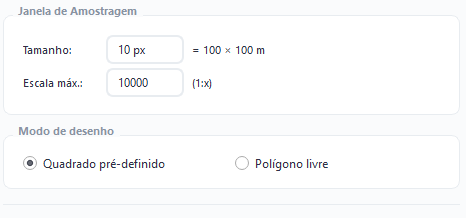 Janela de Amostragem
Tamanho: 10 px = 100 × 100 m
Escala máx.: 10000 (1:x)
Modo de desenho
Quadrado pré-definido Polígono livre